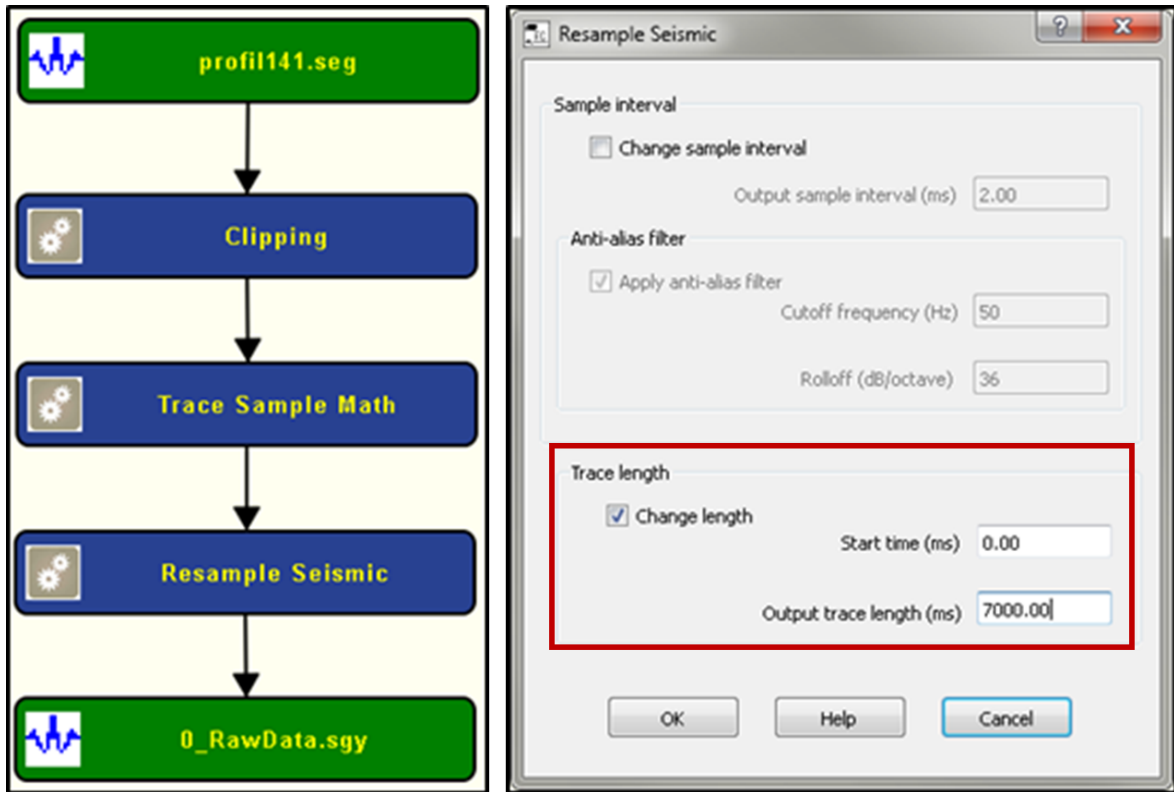 profil141.seg
Clipping
Trace Sample Math
Resample Seismic
0_RawData.sgy
Resample Seismic
Sample interval
Change sample interval
Output sample interval (ms) 2.00
Anti-alias filter
Apply anti-alias filter
Cutoff frequency (Hz) 50
Rolloff (dB/octave) 36
Trace length
Change length
Start time (ms) 0.00
Output trace length (ms) 7000.00
OK Help Cancel